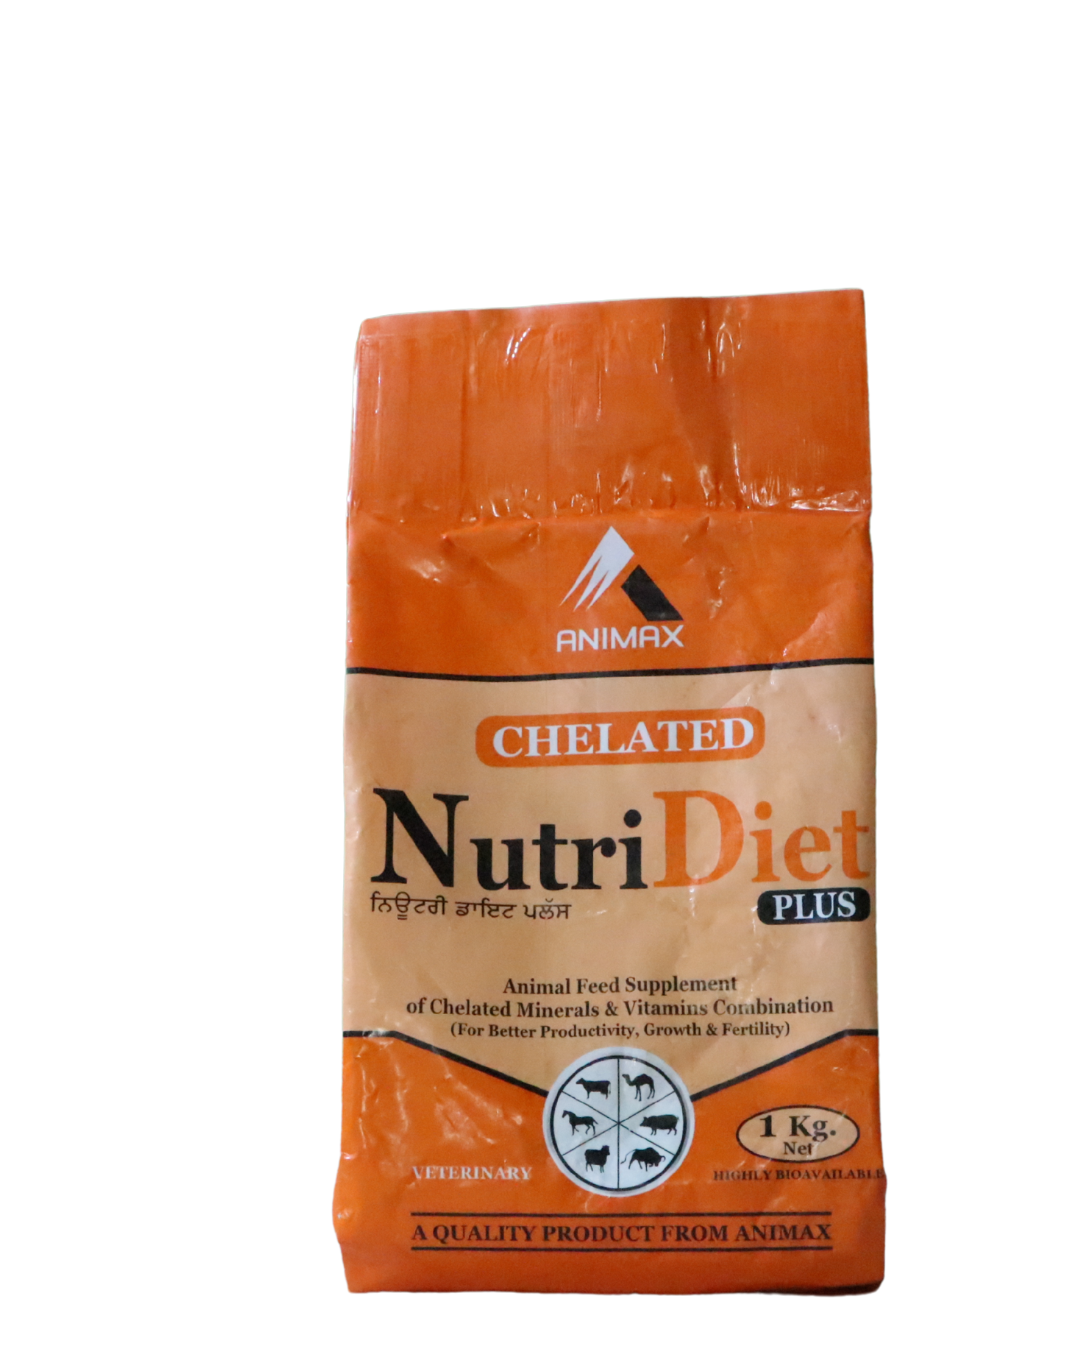 ANIMAX
CHELATED
NutriDiet
ਨਿਊਟਰੀ ਡਾਇਟ ਪਲੱਸ
PLUS
Animal Feed Supplement
of Chelated Minerals & Vitamins Combination
(For Better Productivity, Growth & Fertility)
1 Kg.
Net
VETERINARY
HIGHLY BIOAVAILABLE
A QUALITY PRODUCT FROM ANIMAX